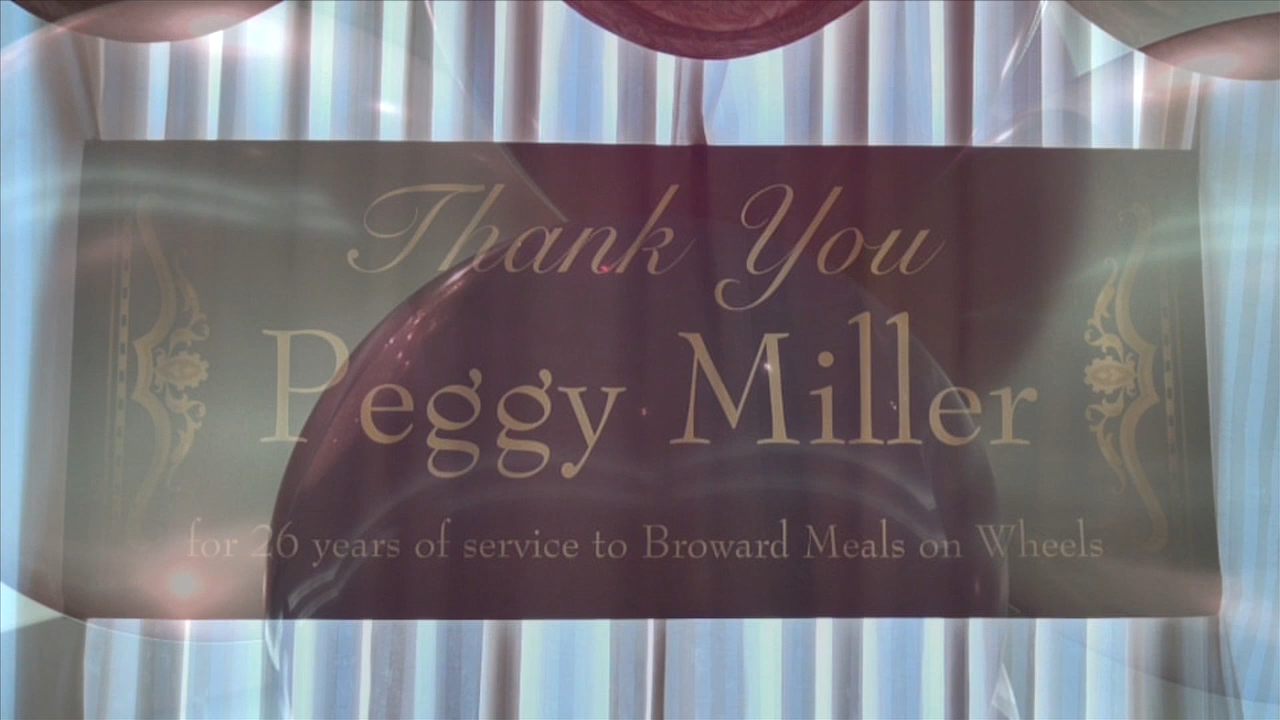 Thank You
Peggy Miller
for 26 years of service to Broward Meals on Wheels